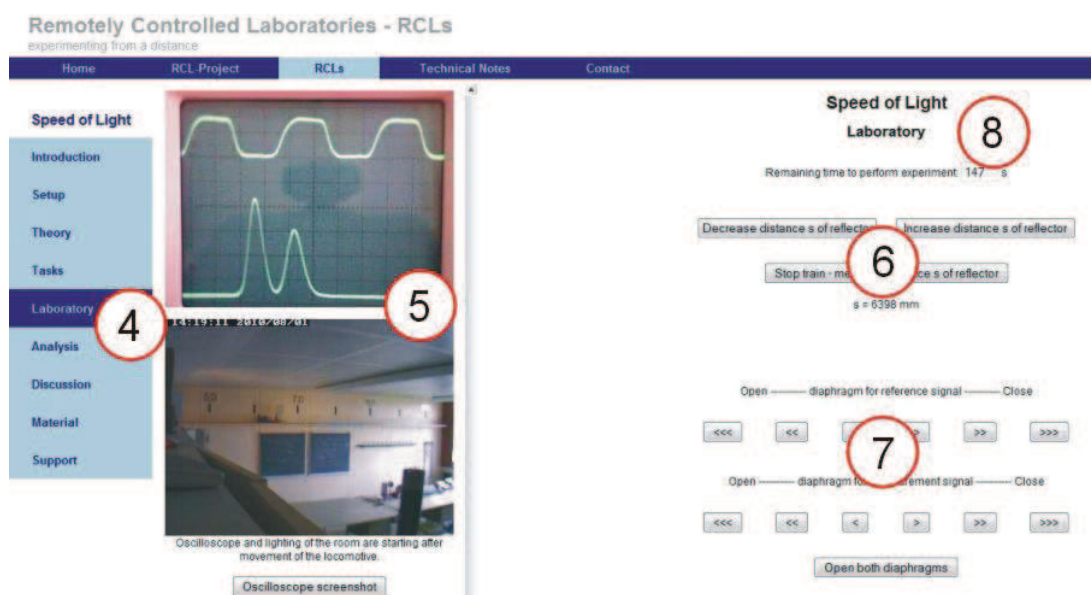 Remotely Controlled Laboratories - RCLs
experimenting from a distance
Home RCL-Project RCLs Technical Notes Contact
Speed of Light
Introduction
Setup
Theory
Tasks
Laboratory
Analysis
Discussion
Material
Support
4
5
14:19:11 2010/08/01
Oscilloscope and lighting of the room are starting after
movement of the locomotive.
Oscilloscope screenshot
Speed of Light
Laboratory
8
Remaining time to perform experiment 147 s
Decrease distance s of reflector Increase distance s of reflector
6
Stop train - s of reflector
s = 6398 mm
Open ---------- diaphragm for reference signal ---------- Close
<<< << > >> >>>
7
Open ---------- diaphragm for signal ---------- Close
<<< << < > >> >>>
Open both diaphragms